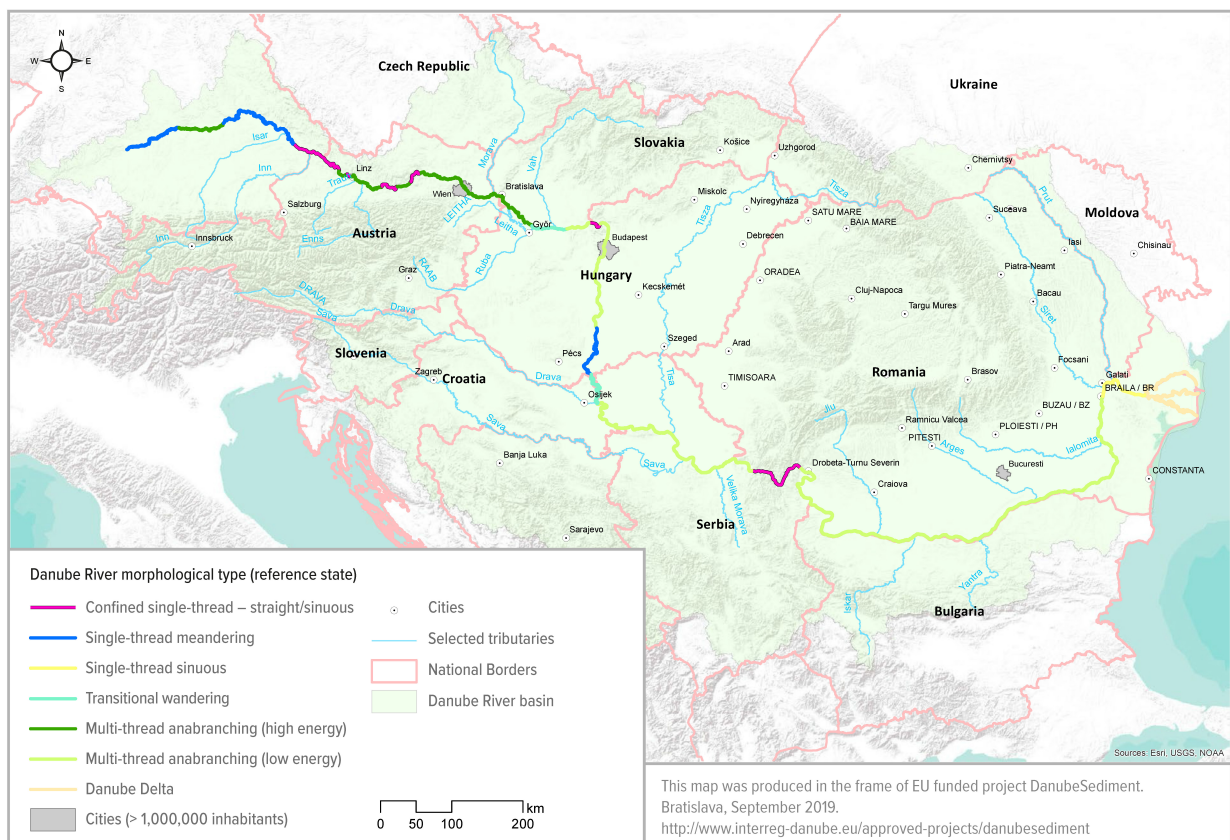 N
W
E
S
Czech Republic
Ukraine
Slovakia
Košice
Uzhgorod
Chernivtsy
Isar
Morava
Vah
Inn
Linz
Traun
Wien
Bratislava
LEITHA
Leitha
Salzburg
Miskolc
Nyiregyháza
Tisza
Tisza
SATU MARE
BAIA MARE
Suceava
Prut
Moldova
Iasi
Chisinau
Inn
Innsbruck
Enns
Austria
Győr
Budapest
Debrecen
Hungary
Graz
RAAB
Ruba
Kecskemét
ORADEA
Piatra-Neamt
Cluj-Napoca
Targu Mures
Bacau
Siret
DRAVA
Sava
Drava
Slovenia
Szeged
Arad
Pécs
Zagreb
Croatia
Drava
Osijek
Tisa
TIMISOARA
Romania
Brasov
Focsani
Galati
BRAILA / BR
BUZAU / BZ
Jiu
Ramnicu Valcea
PLOIESTI / PH
PITESTI
Arges
Ialomita
Sava
Banja Luka
Sava
Drobeta-Turnu Severin
Bucuresti
CONSTANTA
Craiova
Velika Morava
Serbia
Sarajevo
Iskar
Yantra
Bulgaria
Danube River morphological type (reference state)
Confined single-thread – straight/sinuous
Single-thread meandering
Single-thread sinuous
Transitional wandering
Multi-thread anabranching (high energy)
Multi-thread anabranching (low energy)
Danube Delta
Cities (> 1,000,000 inhabitants)
Cities
Selected tributaries
National Borders
Danube River basin
km
0 50 100 200
Sources: Esri, USGS, NOAA
This map was produced in the frame of EU funded project DanubeSediment.
Bratislava, September 2019.
http://www.interreg-danube.eu/approved-projects/danubesediment